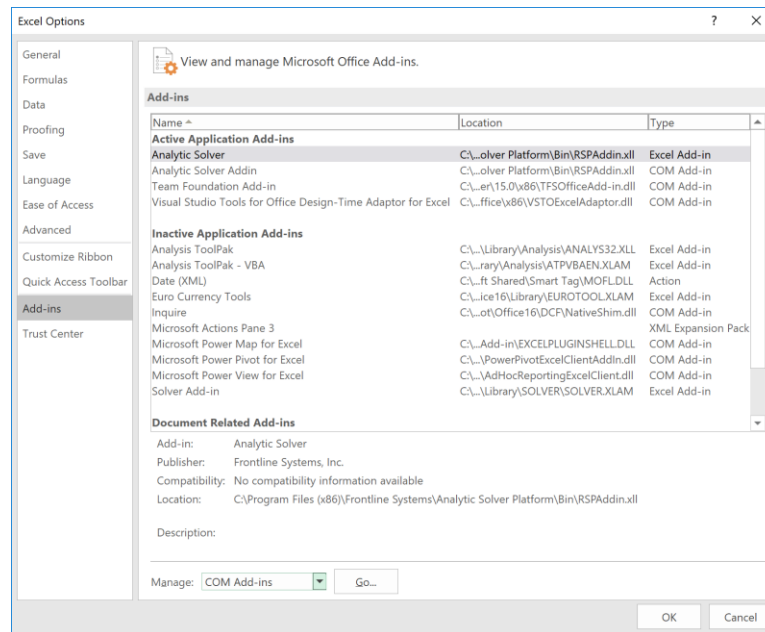 Excel Options ? ×
General
Formulas
Data
Proofing
Save
Language
Ease of Access
Advanced
Customize Ribbon
Quick Access Toolbar
Add-ins
Trust Center
View and manage Microsoft Office Add-ins.
Add-ins
Name Location Type
Active Application Add-ins
Analytic Solver C:\...olver Platform\Bin\RSPAddin.xll Excel Add-in
Analytic Solver Addin C:\...olver Platform\Bin\RSPAddin.xll COM Add-in
Team Foundation Add-in C:\...er\15.0\x86\TFSOfficeAdd-in.dll COM Add-in
Visual Studio Tools for Office Design-Time Adaptor for Excel C:\...ffice\x86\VSTOExcelAdaptor.dll COM Add-in
Inactive Application Add-ins
Analysis ToolPak C:\...\Library\Analysis\ANALYS32.XLL Excel Add-in
Analysis ToolPak - VBA C:\...rary\Analysis\ATPVBAEN.XLAM Excel Add-in
Date (XML) C:\...ft Shared\Smart Tag\MOFL.DLL Action
Euro Currency Tools C:\...ice16\Library\EUROTOOL.XLAM Excel Add-in
Inquire C:\...ot\Office16\DCF\NativeShim.dll COM Add-in
Microsoft Actions Pane 3 XML Expansion Pack
Microsoft Power Map for Excel C:\...Add-in\EXCELPLUGINSHELL.DLL COM Add-in
Microsoft Power Pivot for Excel C:\...\PowerPivotExcelClientAddIn.dll COM Add-in
Microsoft Power View for Excel C:\...\AdHocReportingExcelClient.dll COM Add-in
Solver Add-in C:\...\Library\SOLVER\SOLVER.XLAM Excel Add-in
Document Related Add-ins
Add-in: Analytic Solver
Publisher: Frontline Systems, Inc.
Compatibility: No compatibility information available
Location: C:\Program Files (x86)\Frontline Systems\Analytic Solver Platform\Bin\RSPAddin.xll
Description:
Manage: COM Add-ins Go...
OK Cancel